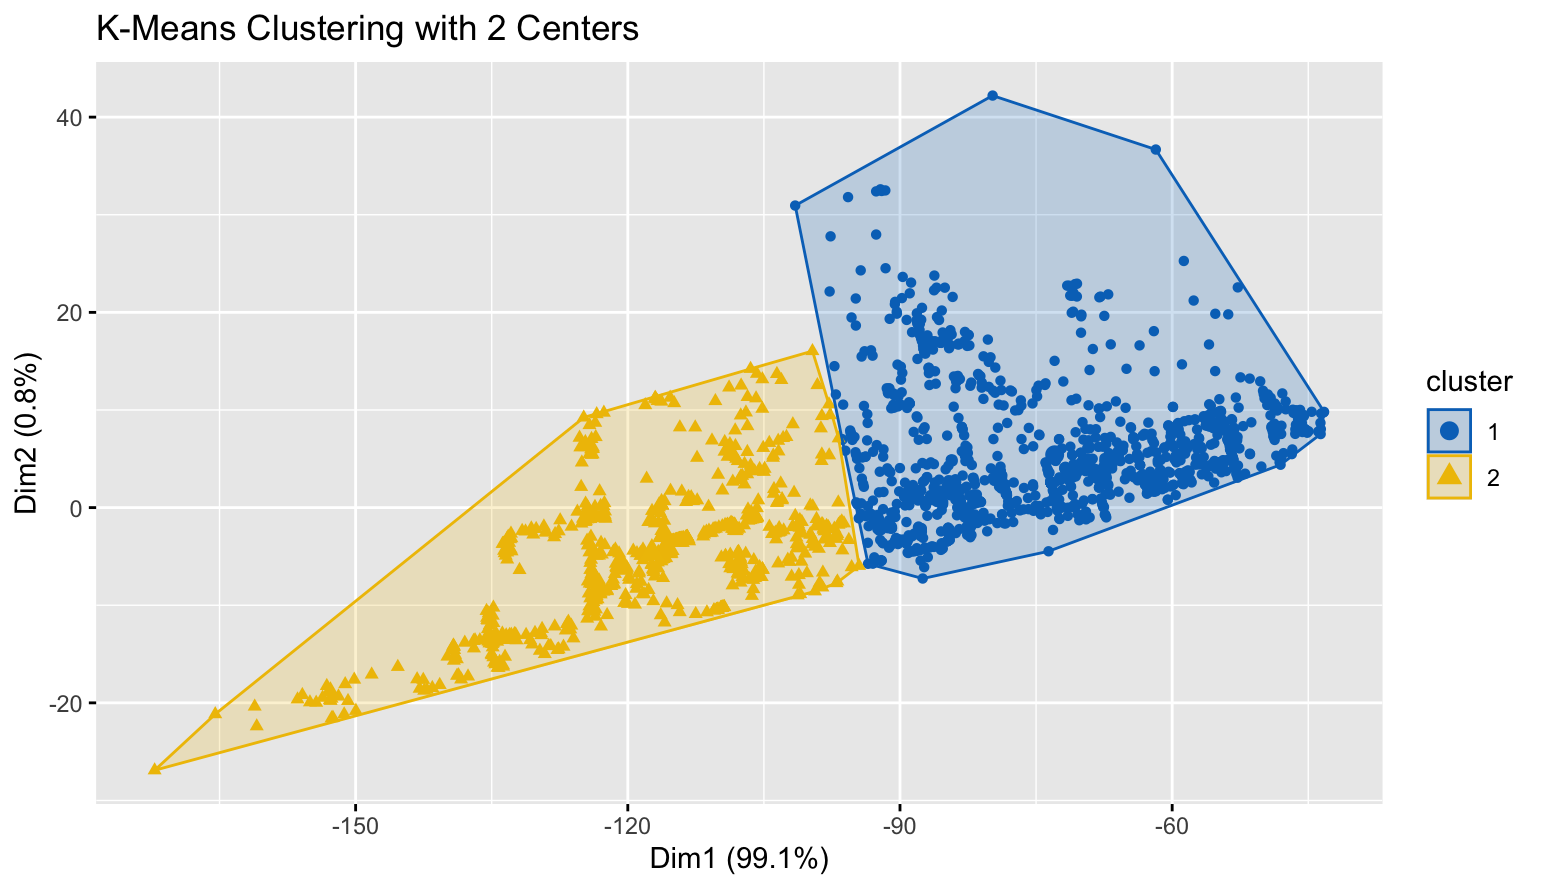 K-Means Clustering with 2 Centers
40
20
0
-20
Dim2 (0.8%)
-150
-120
-90
-60
Dim1 (99.1%)
cluster
1
2